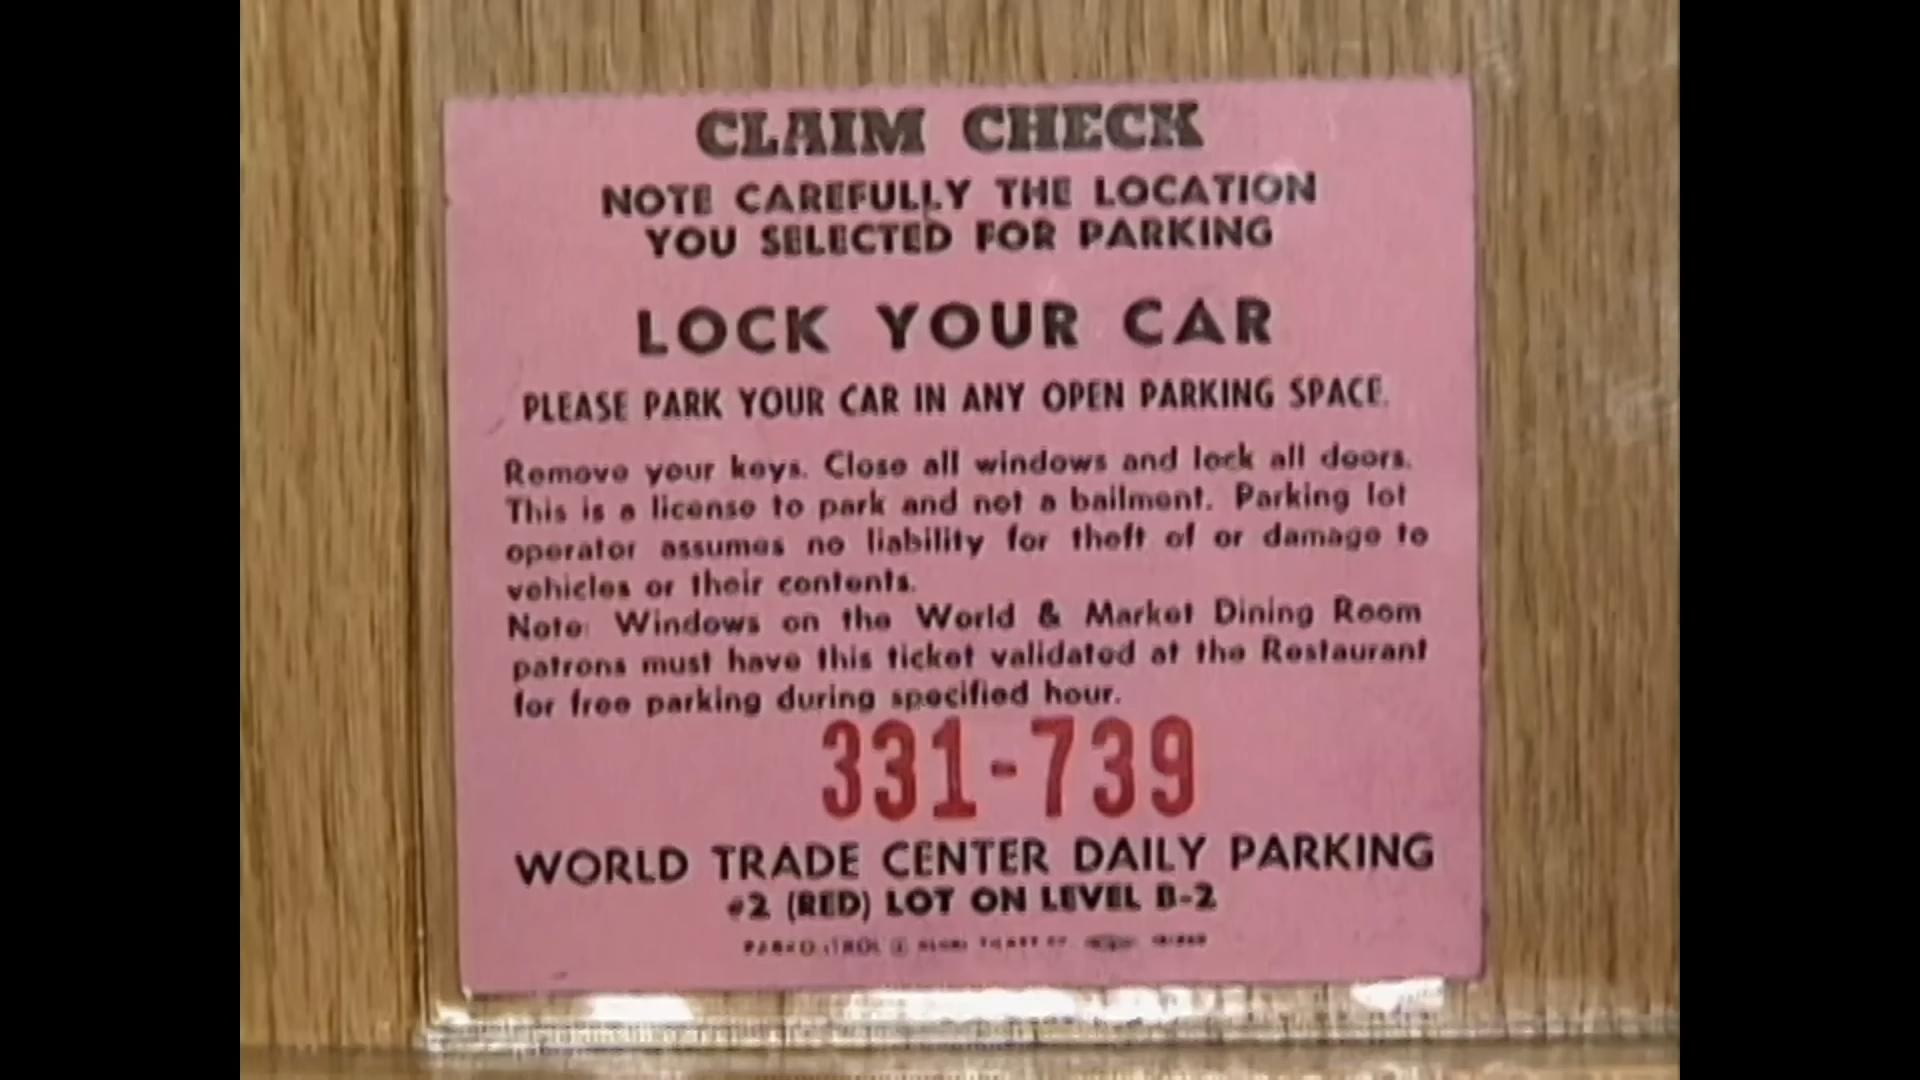 CLAIM CHECK
NOTE CAREFULLY THE LOCATION
YOU SELECTED FOR PARKING
LOCK YOUR CAR
PLEASE PARK YOUR CAR IN ANY OPEN PARKING SPACE.
Remove your keys. Close all windows and lock all doors.
This is a license to park and not a bailment. Parking lot
operator assumes no liability for theft of or damage to
vehicles or their contents.
Note: Windows on the World & Market Dining Room
patrons must have this ticket validated at the Restaurant
for free parking during specified hour.
331-739
WORLD TRADE CENTER DAILY PARKING
#2 (RED) LOT ON LEVEL B-2